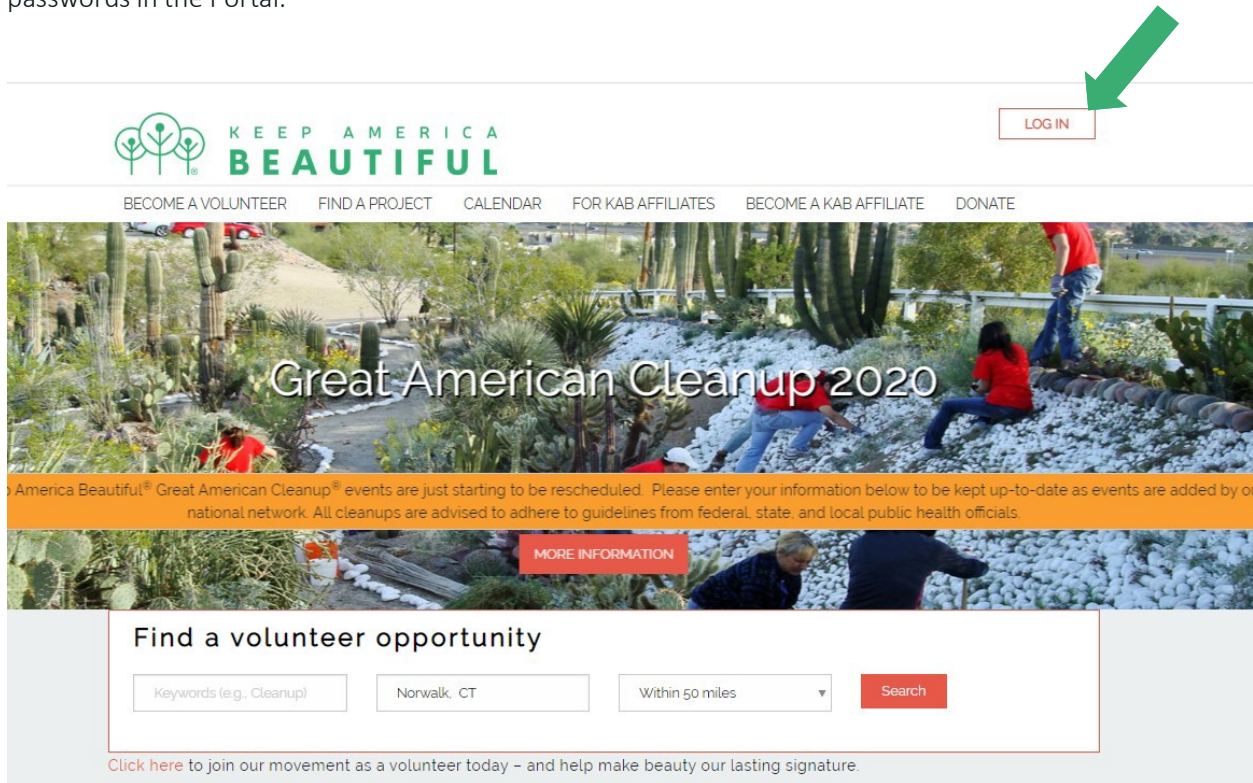 passwords in the Portal.
LOG IN
KEEP AMERICA
BEAUTIFUL®
BECOME A VOLUNTEER FIND A PROJECT CALENDAR FOR KAB AFFILIATES BECOME A KAB AFFILIATE DONATE
Great American Cleanup 2020
America Beautiful® Great American Cleanup® events are just starting to be rescheduled. Please enter your information below to be kept up-to-date as events are added by
national network. All cleanups are advised to adhere to guidelines from federal, state, and local public health officials.
MORE INFORMATION
Find a volunteer opportunity
Keywords (e.g., Cleanup) Norwalk, CT Within 50 miles Search
Click here to join our movement as a volunteer today – and help make beauty our lasting signature.